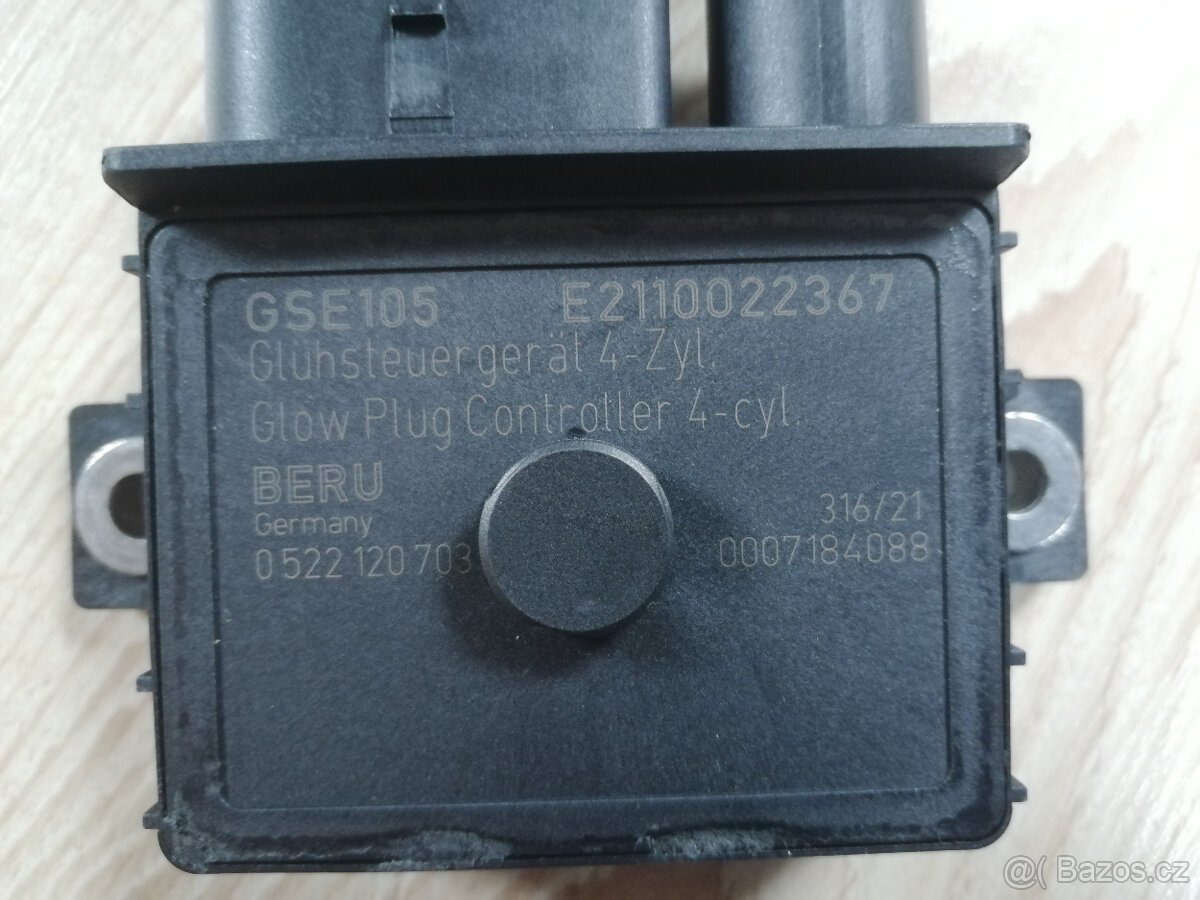 GSE105 E2110022367
Glühsteuergerät 4-Zyl.
Glow Plug Controller 4-cyl.
BERU
Germany 316/21
0 522 120 703 0007184088
@( Bazos.cz